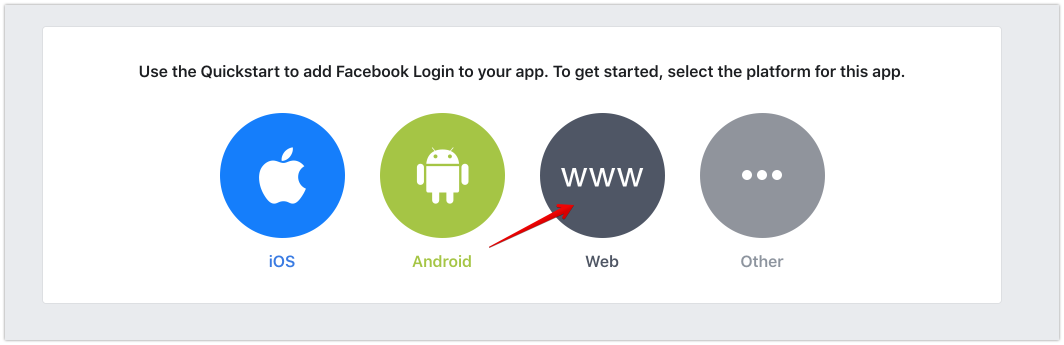 Use the Quickstart to add Facebook Login to your app. To get started, select the platform for this app.
www
iOS
Android
Web
Other